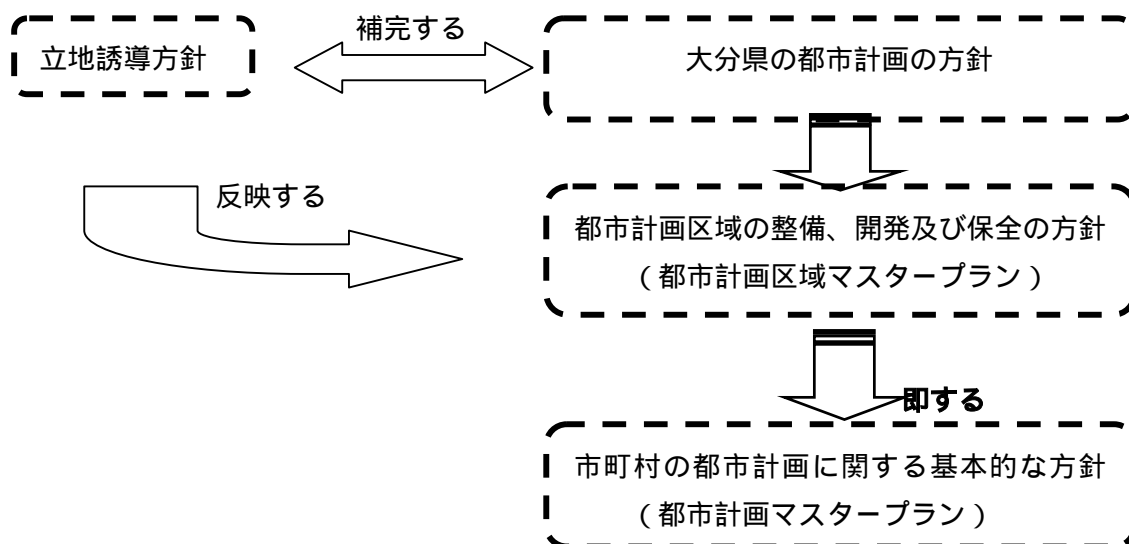 補完する
立地誘導方針
大分県の都市計画の方針
反映する
都市計画区域の整備、開発及び保全の方針
（都市計画区域マスタープラン）
即する
市町村の都市計画に関する基本的な方針
（都市計画マスタープラン）